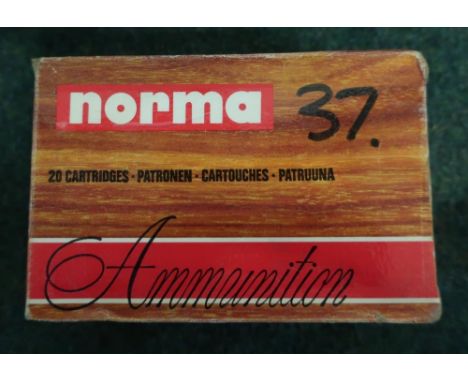 norma
37.
20 CARTRIDGES · PATRONEN · CARTOUCHES · PATRUUNA
Ammunition